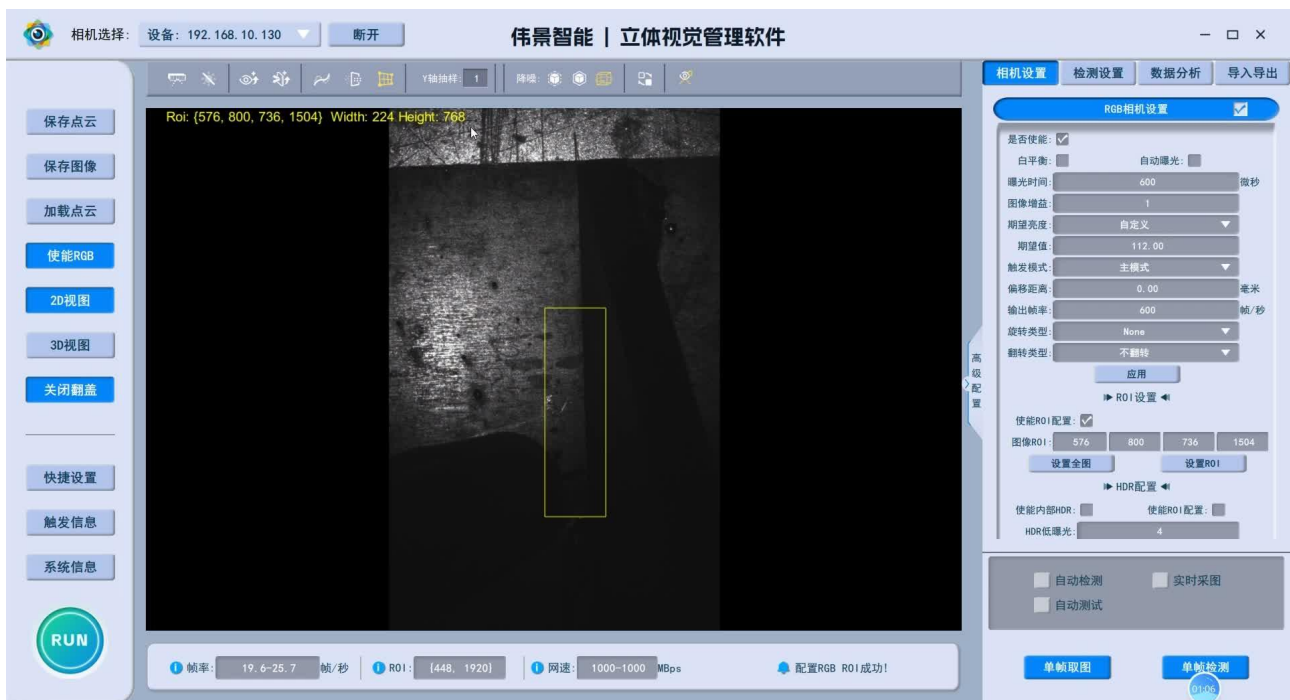 相机选择: 设备: 192.168.10.130 断开 伟景智能 | 立体视觉管理软件
Y轴抽样: 1 降噪:
相机设置 检测设置 数据分析 导入导出
保存点云
保存图像
加载点云
使能RGB
2D视图
3D视图
关闭翻盖
快捷设置
触发信息
系统信息
RUN
Roi: {576, 800, 736, 1504} Width: 224 Height: 768
高级配置
RGB相机设置
是否使能:
白平衡: 自动曝光:
曝光时间: 600 微秒
图像增益: 1
期望亮度: 自定义
期望值: 112.00
触发模式: 主模式
偏移距离: 0.00 毫米
输出帧率: 600 帧/秒
旋转类型: None
翻转类型: 不翻转
应用
ROI设置
使能ROI配置:
图像ROI: 576 800 736 1504
设置全图 设置ROI
HDR配置
使能内部HDR: 使能ROI配置:
HDR低曝光: 4
自动检测 实时采图
自动测试
帧率: 19.6-25.7 帧/秒 ROI: [448, 1920] 网速: 1000-1000 MBps 配置RGB ROI成功!
单帧取图 单帧检测
01:06